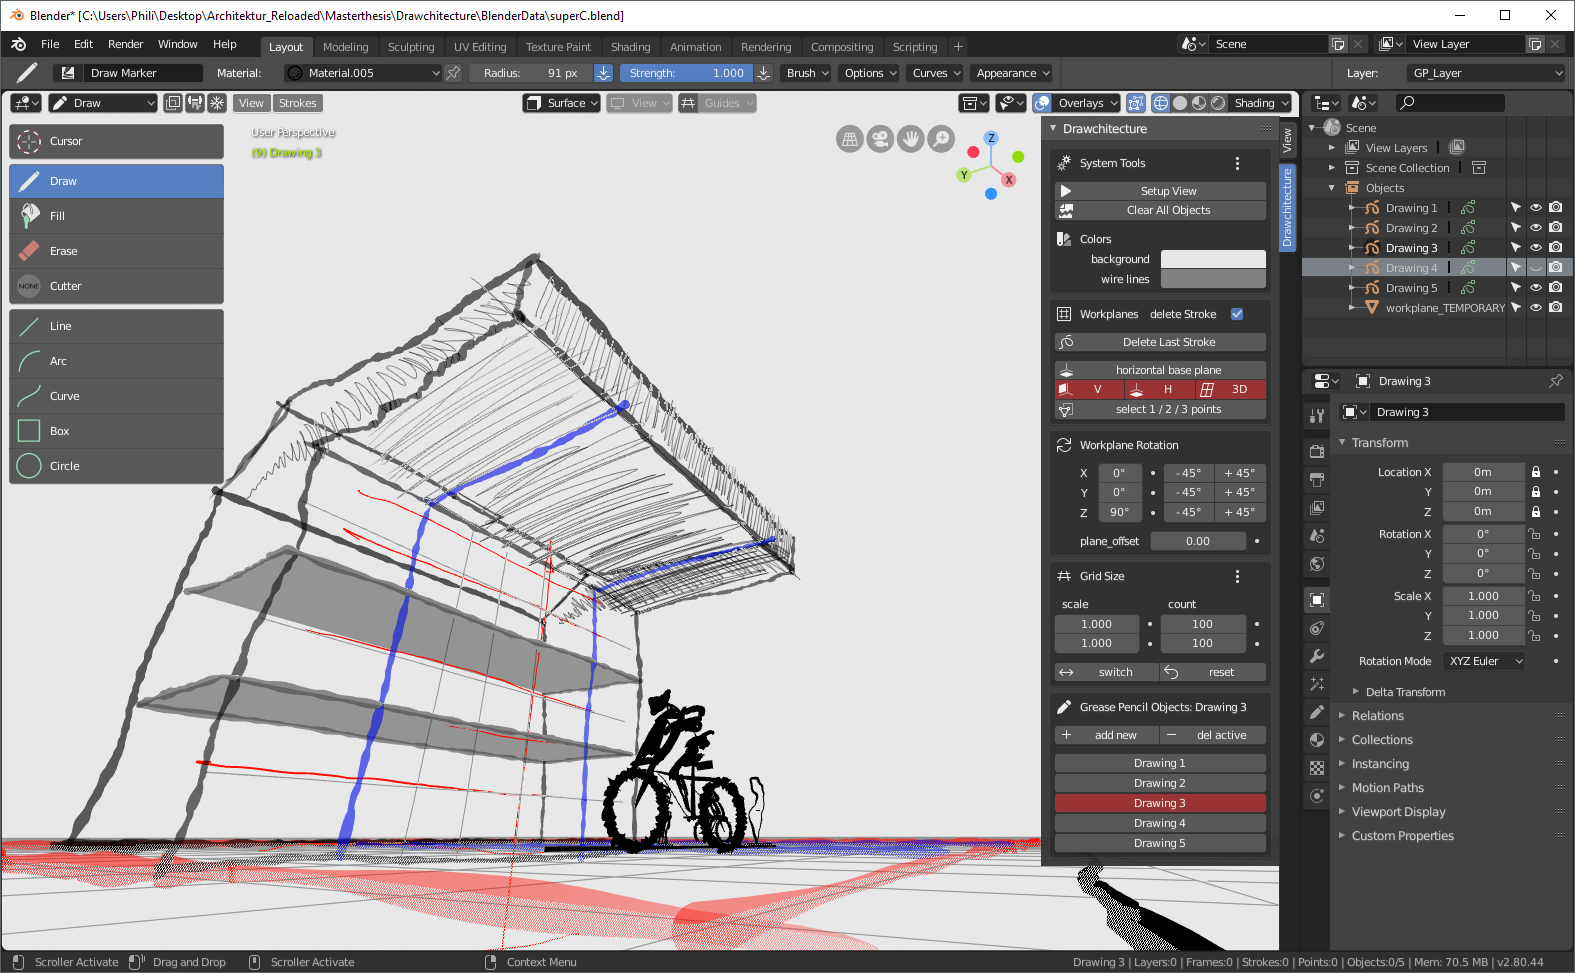 Blender* [C:\Users\Phili\Desktop\Architektur_Reloaded\Masterthesis\Drawchitecture\BlenderData\superC.blend]
File Edit Render Window Help Layout Modeling Sculpting UV Editing Texture Paint Shading Animation Rendering Compositing Scripting + Scene View Layer
Draw Marker Material: Material.005 Radius: 91 px Strength: 1.000 Brush Options Curves Appearance Layer: GP_Layer
Draw View Strokes Surface View Guides Overlays Shading
User Perspective
(9) Drawing 3
Cursor
Draw
Fill
Erase
NONE Cutter
Line
Arc
Curve
Box
Circle
Z
Y
X
Drawchitecture
System Tools
Setup View
Clear All Objects
Colors
background
wire lines
Workplanes delete Stroke
Delete Last Stroke
horizontal base plane
V H 3D
select 1 / 2 / 3 points
Workplane Rotation
X 0° -45° +45°
Y 0° -45° +45°
Z 90° -45° +45°
plane_offset 0.00
Grid Size
scale count
1.000 100
1.000 100
switch reset
Grease Pencil Objects: Drawing 3
+ add new − del active
Drawing 1
Drawing 2
Drawing 3
Drawing 4
Drawing 5
View
Drawchitecture
Scene
View Layers
Scene Collection
Objects
Drawing 1
Drawing 2
Drawing 3
Drawing 4
Drawing 5
workplane_TEMPORARY
Drawing 3
Drawing 3
Transform
Location X 0m
Y 0m
Z 0m
Rotation X 0°
Y 0°
Z 0°
Scale X 1.000
Y 1.000
Z 1.000
Rotation Mode XYZ Euler
Delta Transform
Relations
Collections
Instancing
Motion Paths
Viewport Display
Custom Properties
Scroller Activate Drag and Drop Scroller Activate Context Menu Drawing 3 | Layers:0 | Frames:0 | Strokes:0 | Points:0 | Objects:0/5 | Mem: 70.5 MB | v2.80.44